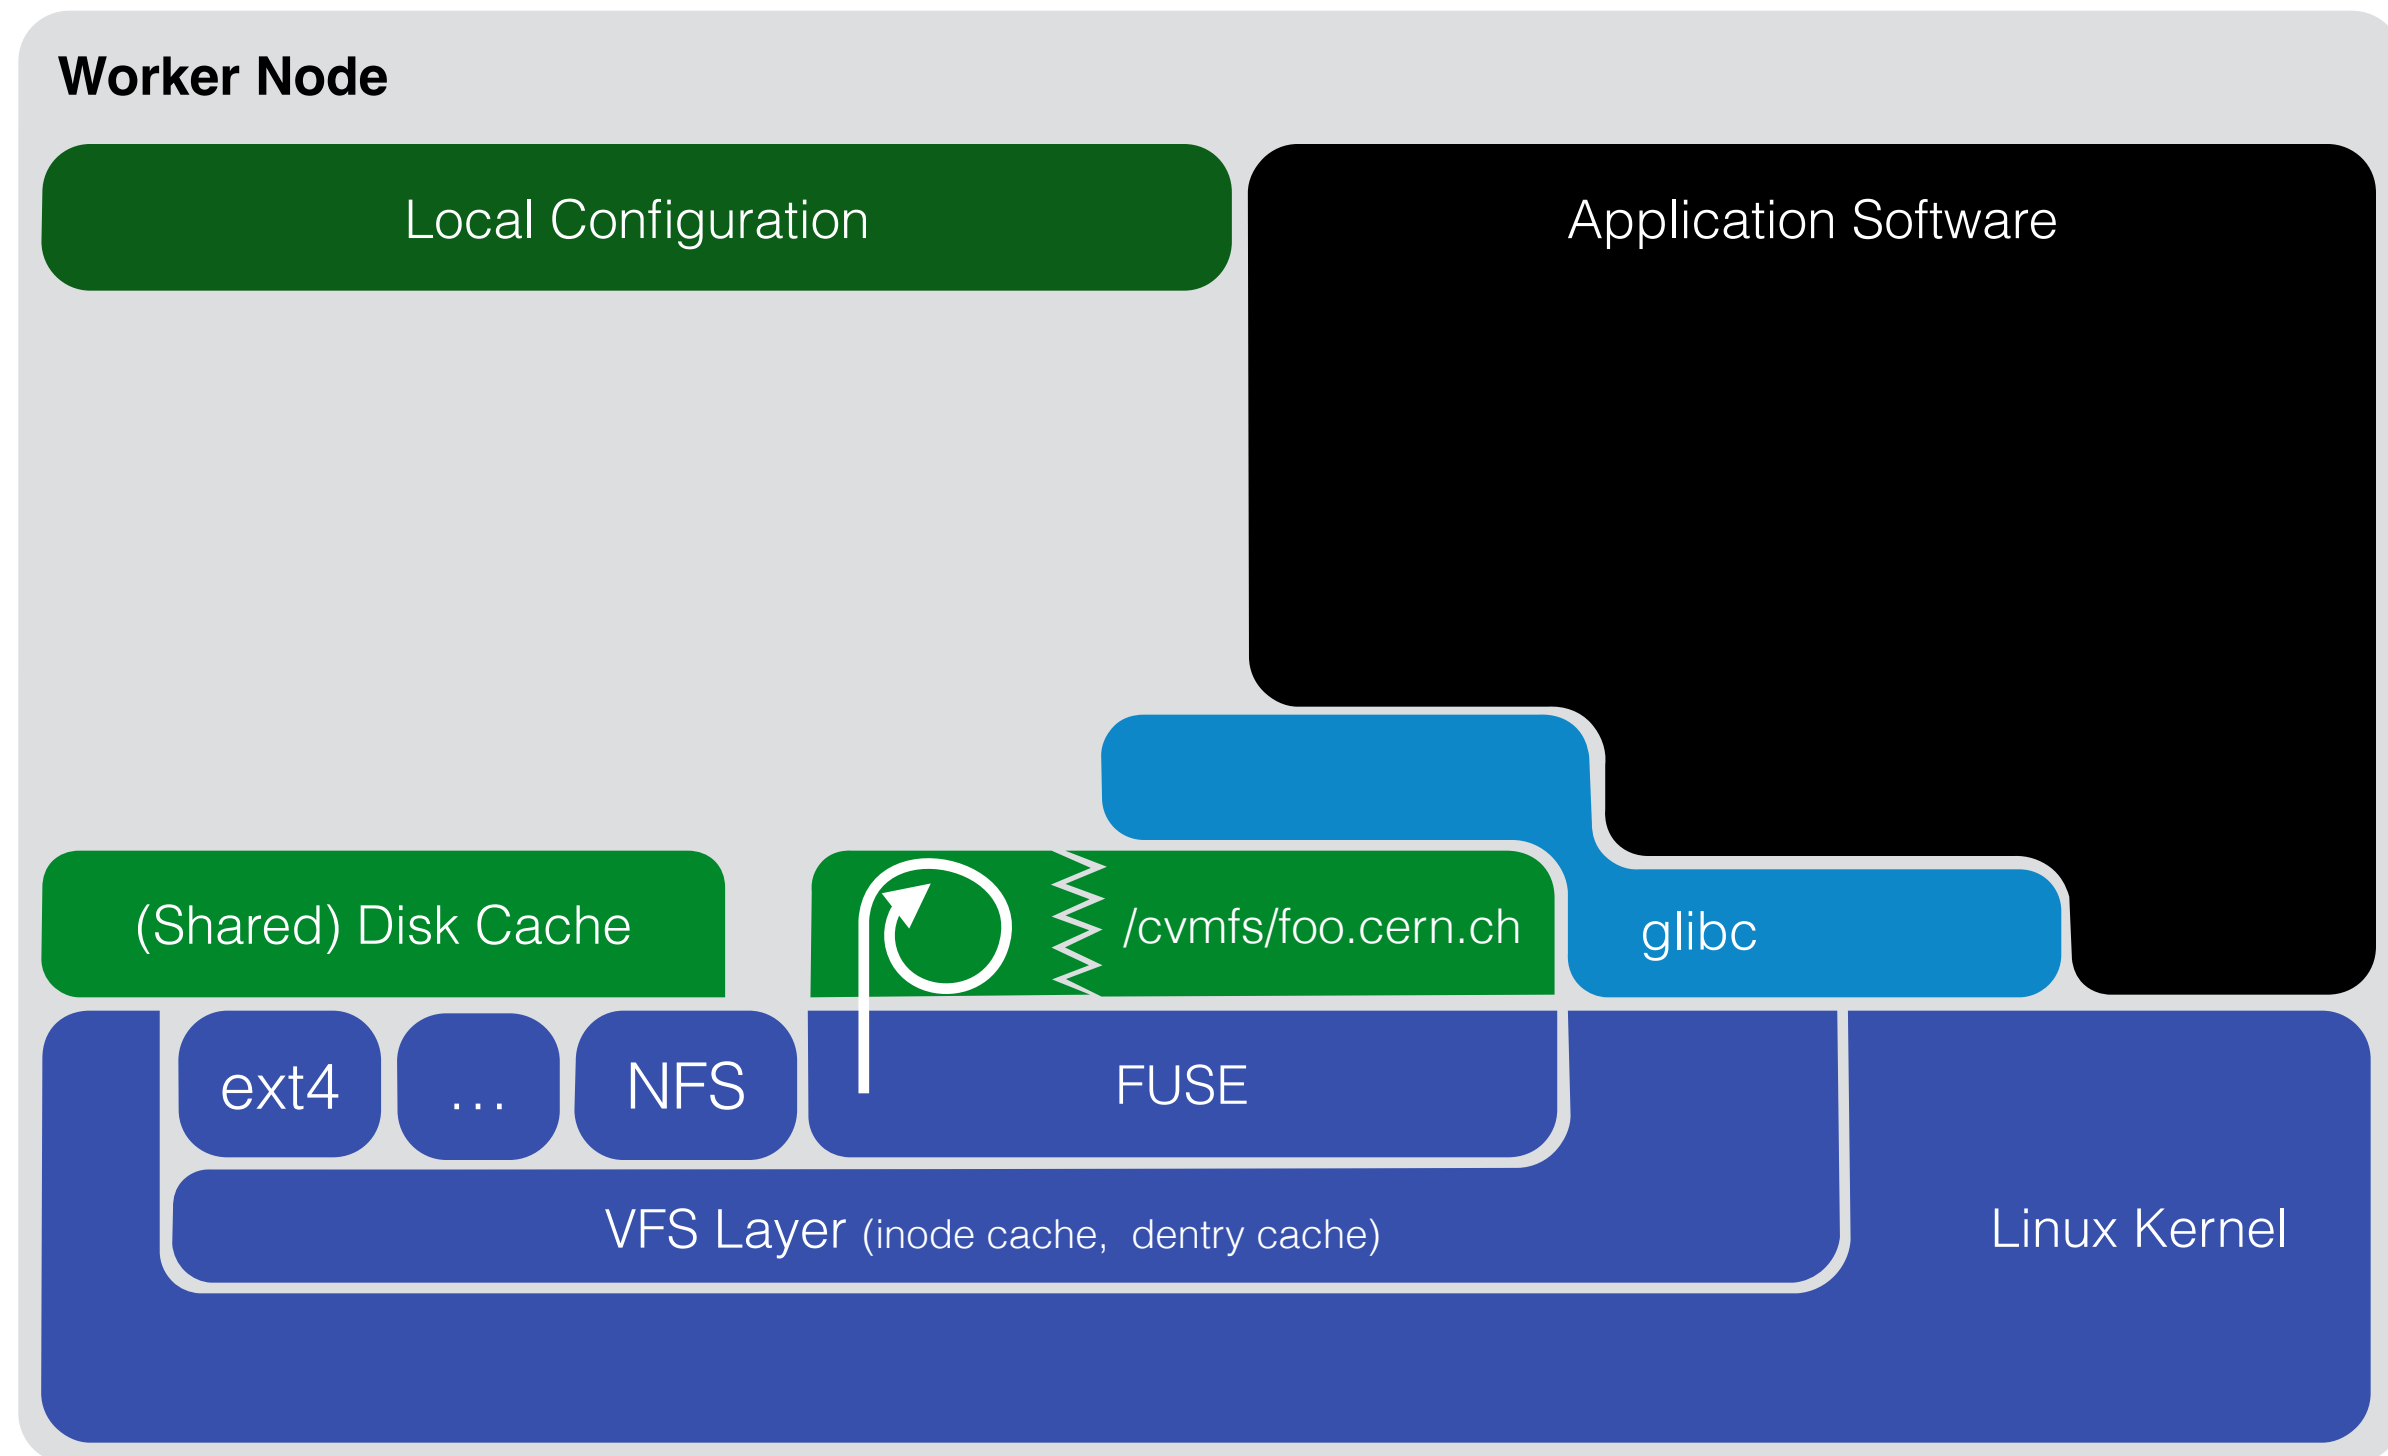 Worker Node
Local Configuration
Application Software
(Shared) Disk Cache
/cvmfs/foo.cern.ch
glibc
ext4
...
NFS
FUSE
VFS Layer (inode cache, dentry cache)
Linux Kernel